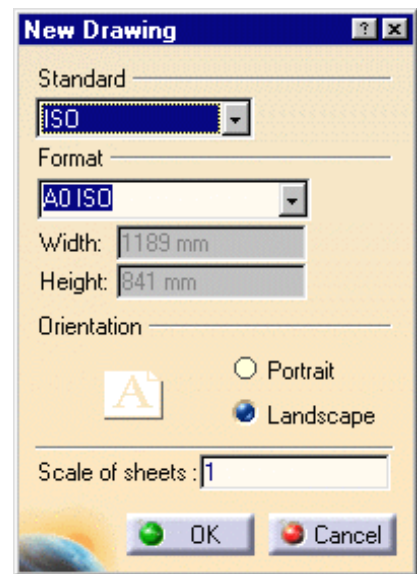 New Drawing
Standard
ISO
Format
A0 ISO
Width: 1189 mm
Height: 841 mm
Orientation
A
Portrait
Landscape
Scale of sheets : 1
OK Cancel